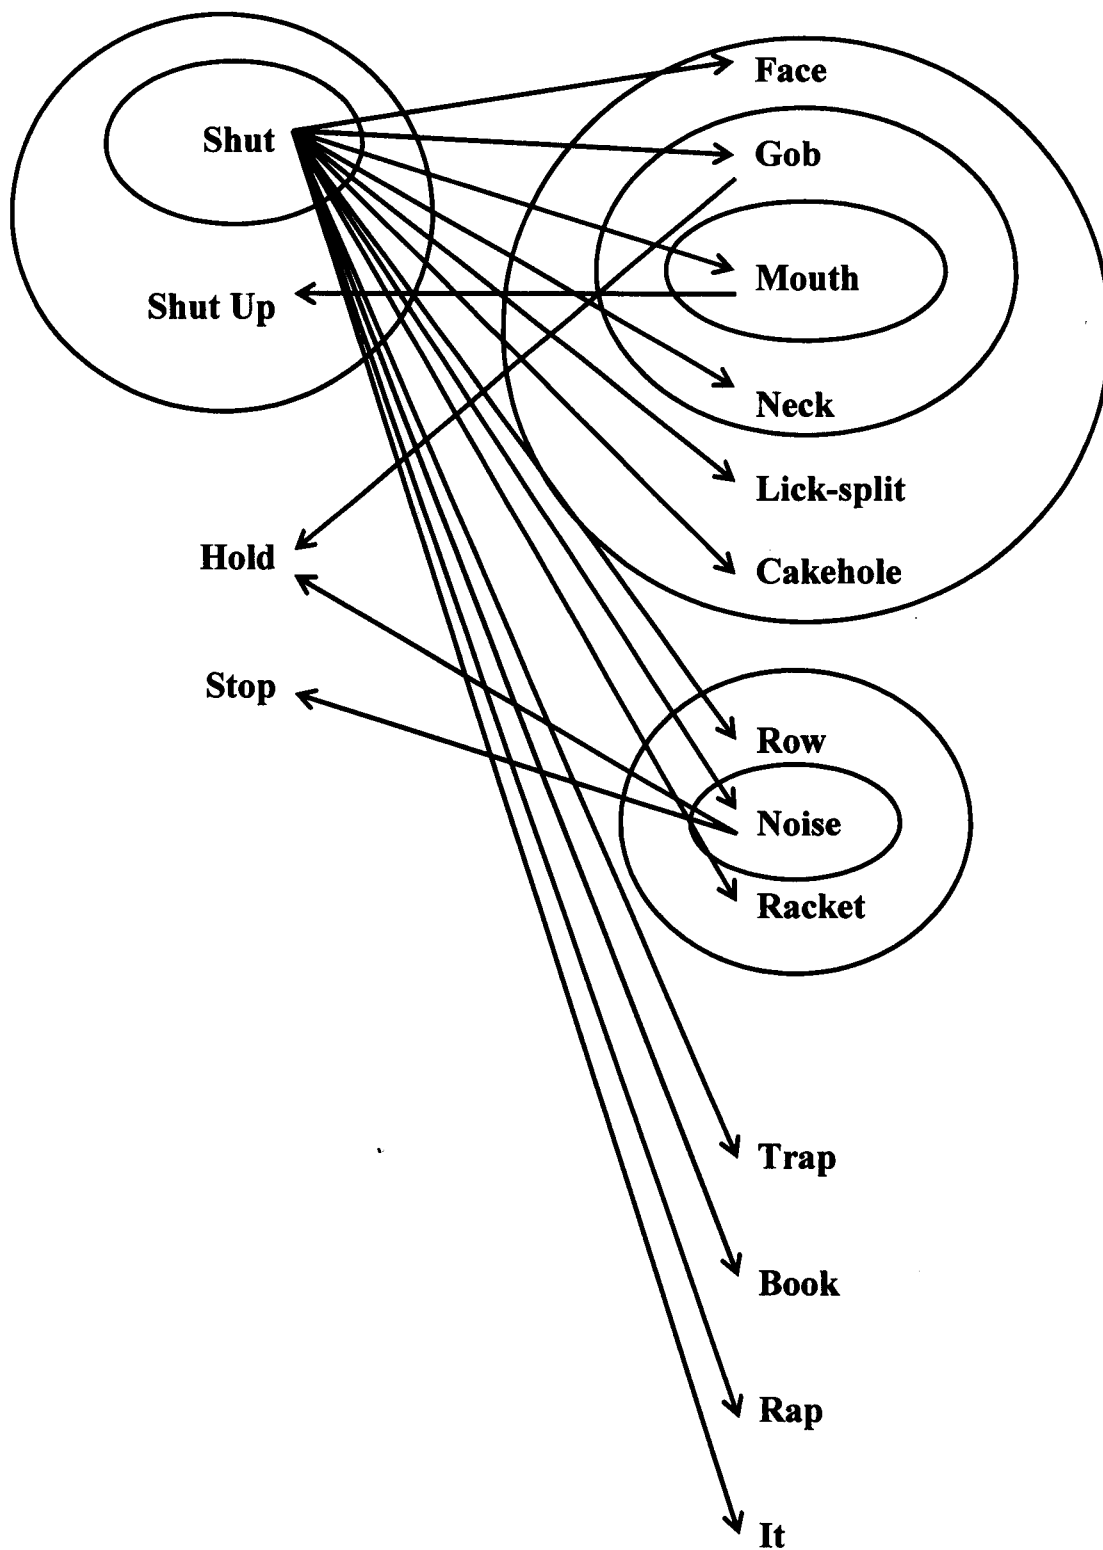 Face
Shut
Gob
Mouth
Shut Up
Neck
Lick-split
Hold
Cakehole
Stop
Row
Noise
Racket
Trap
Book
Rap
It